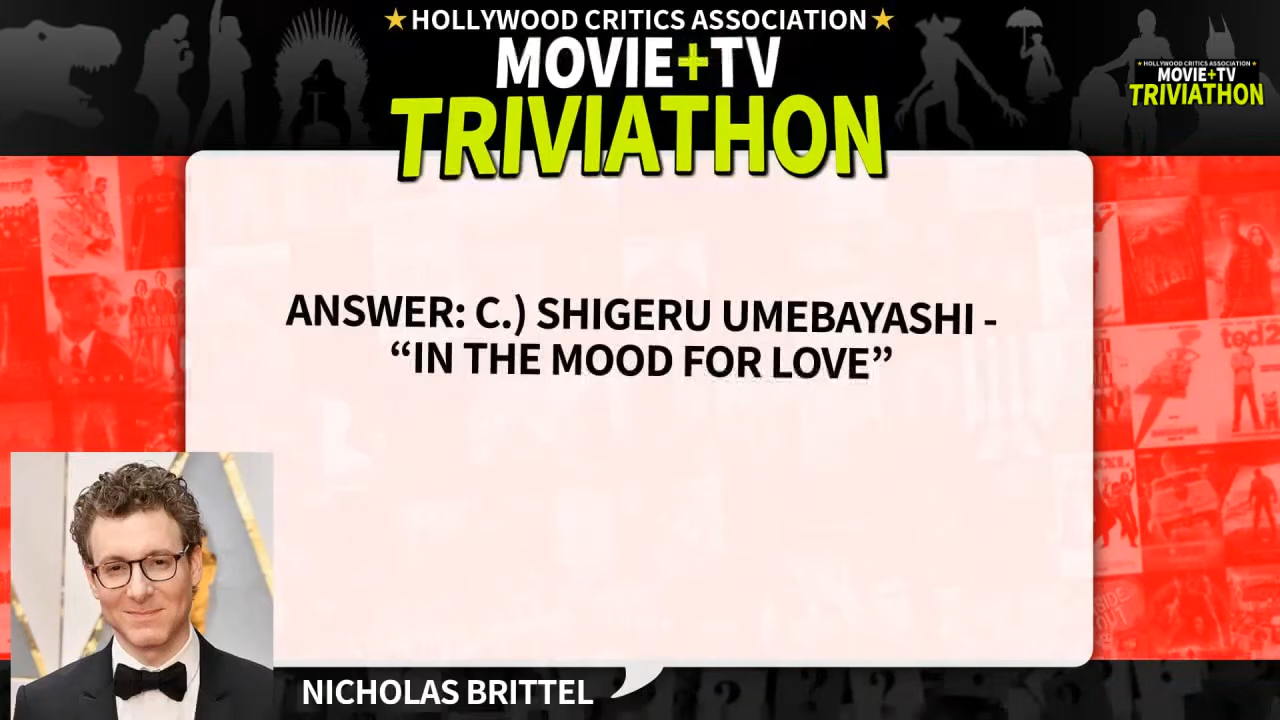 ★ HOLLYWOOD CRITICS ASSOCIATION ★
MOVIE+TV
TRIVIATHON
★ HOLLYWOOD CRITICS ASSOCIATION ★
MOVIE+TV
TRIVIATHON
ANSWER: C.) SHIGERU UMEBAYASHI -
“IN THE MOOD FOR LOVE”
ted2
NICHOLAS BRITTEL